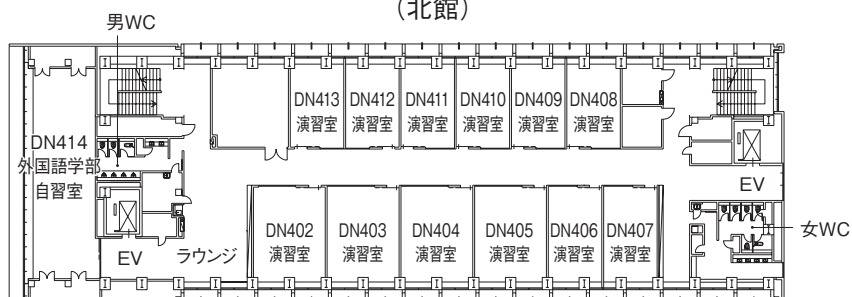 (北館)
男WC
DN413
演習室
DN412
演習室
DN411
演習室
DN410
演習室
DN409
演習室
DN408
演習室
DN414
外国語学部
自習室
EV
DN402
演習室
DN403
演習室
DN404
演習室
DN405
演習室
DN406
演習室
DN407
演習室
女WC
EV
ラウンジ